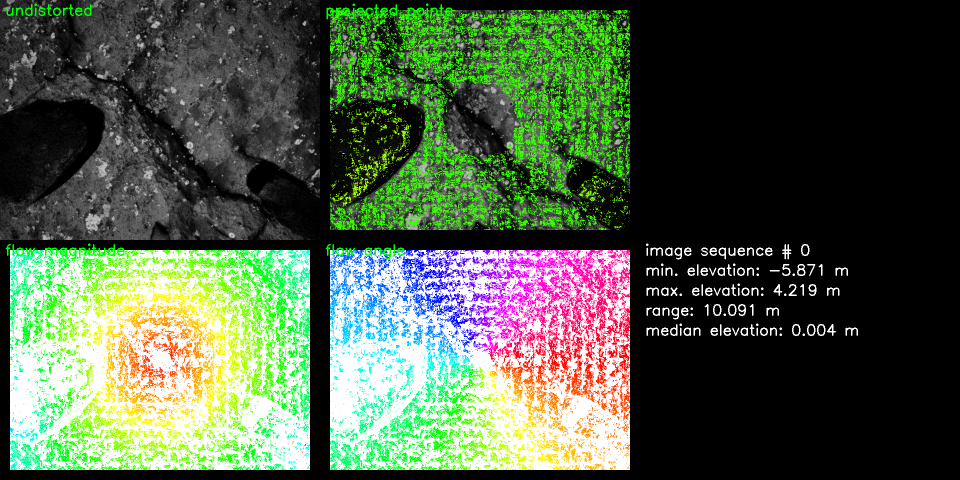 undistorted
projected points
flow magnitude
flow angle
image sequence # 0
min. elevation: −5.871 m
max. elevation: 4.219 m
range: 10.091 m
median elevation: 0.004 m